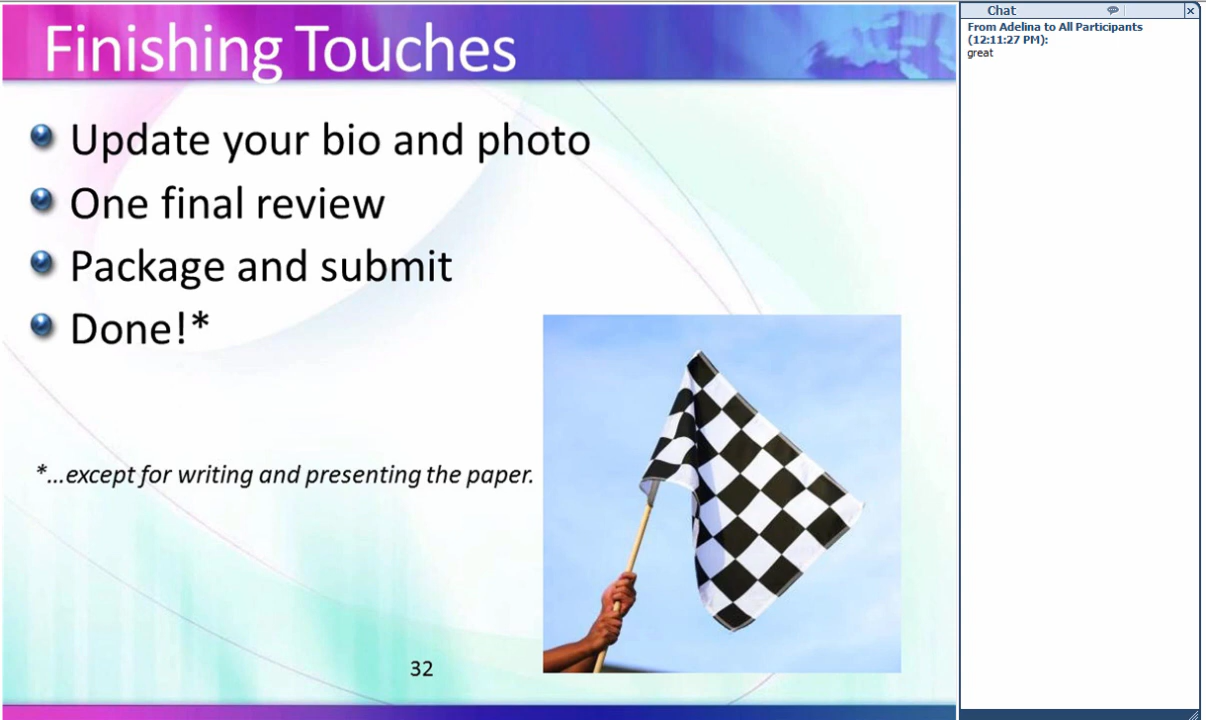 Finishing Touches
Update your bio and photo
One final review
Package and submit
Done!*
*...except for writing and presenting the paper.
32
Chat
From Adelina to All Participants
(12:11:27 PM):
great